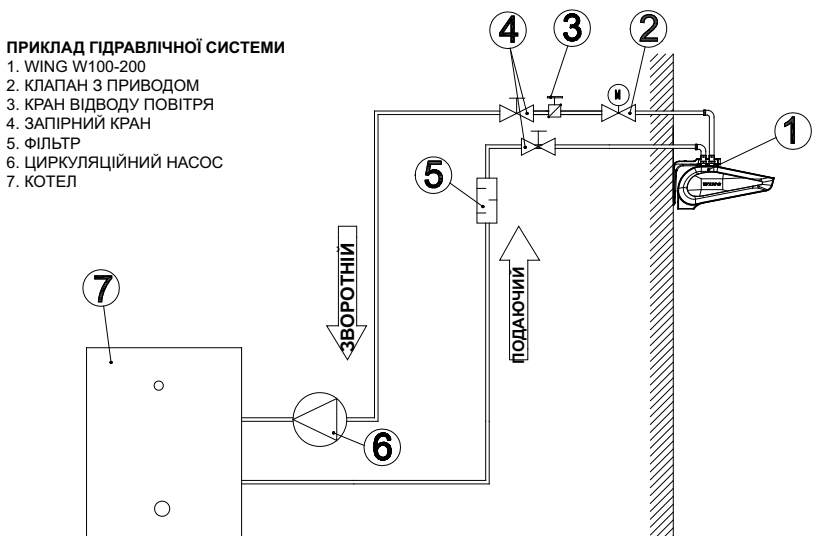 ПРИКЛАД ГІДРАВЛІЧНОЇ СИСТЕМИ
1. WING W100-200
2. КЛАПАН З ПРИВОДОМ
3. КРАН ВІДВОДУ ПОВІТРЯ
4. ЗАПІРНИЙ КРАН
5. ФІЛЬТР
6. ЦИРКУЛЯЦІЙНИЙ НАСОС
7. КОТЕЛ
4
3
2
M
1
WING
5
ЗВОРОТНІЙ
ПОДАЮЧИЙ
7
6